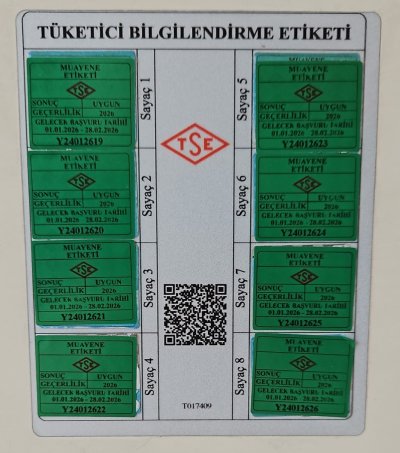 TÜKETİCİ BİLGİLENDİRME ETİKETİ
MUAYENE
ETİKETİ
TSE
SONUÇ UYGUN
GEÇERLİLİK 2026
GELECEK BAŞVURU TARİHİ
01.01.2026 - 28.02.2026
Y24012619
Sayaç 1
MUAYENE
ETİKETİ
TSE
SONUÇ UYGUN
GEÇERLİLİK 2026
GELECEK BAŞVURU TARİHİ
01.01.2026 - 28.02.2026
Y24012620
Sayaç 2
MUAYENE
ETİKETİ
TSE
SONUÇ UYGUN
GEÇERLİLİK 2026
GELECEK BAŞVURU TARİHİ
01.01.2026 - 28.02.2026
Y24012621
Sayaç 3
MUAYENE
ETİKETİ
TSE
SONUÇ UYGUN
GEÇERLİLİK 2026
GELECEK BAŞVURU TARİHİ
01.01.2026 - 28.02.2026
Y24012622
Sayaç 4
TSE
T017409
Sayaç 5
MUAYENE
ETİKETİ
TSE
SONUÇ UYGUN
GEÇERLİLİK 2026
GELECEK BAŞVURU TARİHİ
01.01.2026 - 28.02.2026
Y24012623
Sayaç 6
MUAYENE
ETİKETİ
TSE
SONUÇ UYGUN
GEÇERLİLİK 2026
GELECEK BAŞVURU TARİHİ
01.01.2026 - 28.02.2026
Y24012624
Sayaç 7
MUAYENE
ETİKETİ
TSE
SONUÇ UYGUN
GEÇERLİLİK 2026
GELECEK BAŞVURU TARİHİ
01.01.2026 - 28.02.2026
Y24012625
Sayaç 8
MUAYENE
ETİKETİ
TSE
SONUÇ UYGUN
GEÇERLİLİK 2026
GELECEK BAŞVURU TARİHİ
01.01.2026 - 28.02.2026
Y24012626